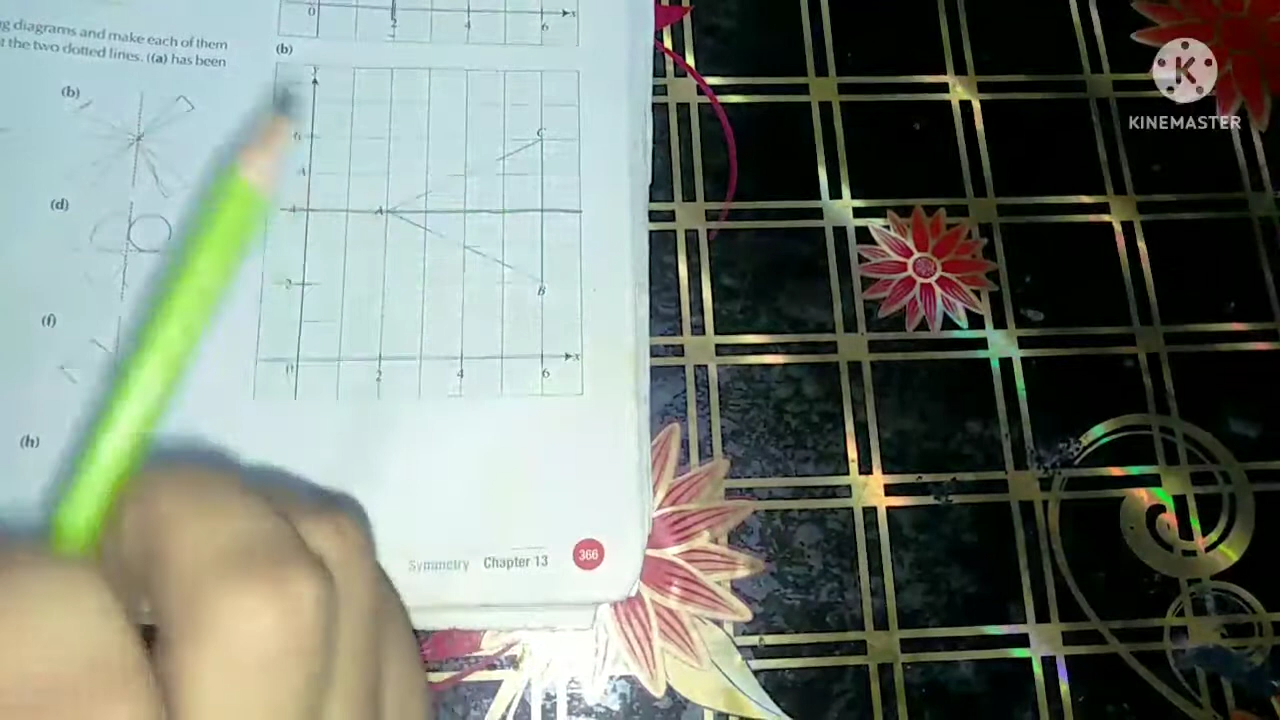 g diagrams and make each of them
t the two dotted lines. ((a) has been
(b)
(d)
(f)
(h)
0 2 4 6 x
(b)
y
6
C
4
A
2
B
0 2 4 6 x
Symmetry Chapter 13 366
K
KINEMASTER